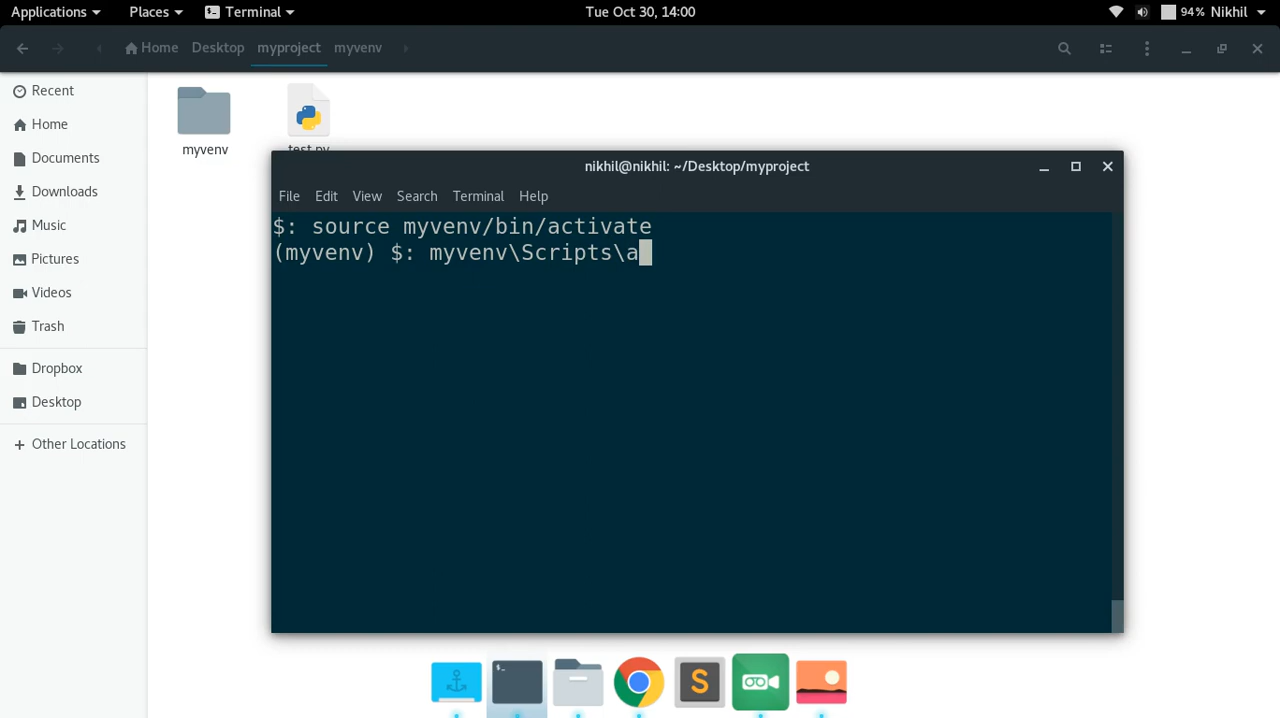 Applications Places Terminal Tue Oct 30, 14:00 94% Nikhil
Home Desktop myproject myvenv
Recent
Home
Documents
Downloads
Music
Pictures
Videos
Trash
Dropbox
Desktop
Other Locations
myvenv
test.py
nikhil@nikhil: ~/Desktop/myproject
File Edit View Search Terminal Help
$: source myvenv/bin/activate
(myvenv) $: myvenv\Scripts\a